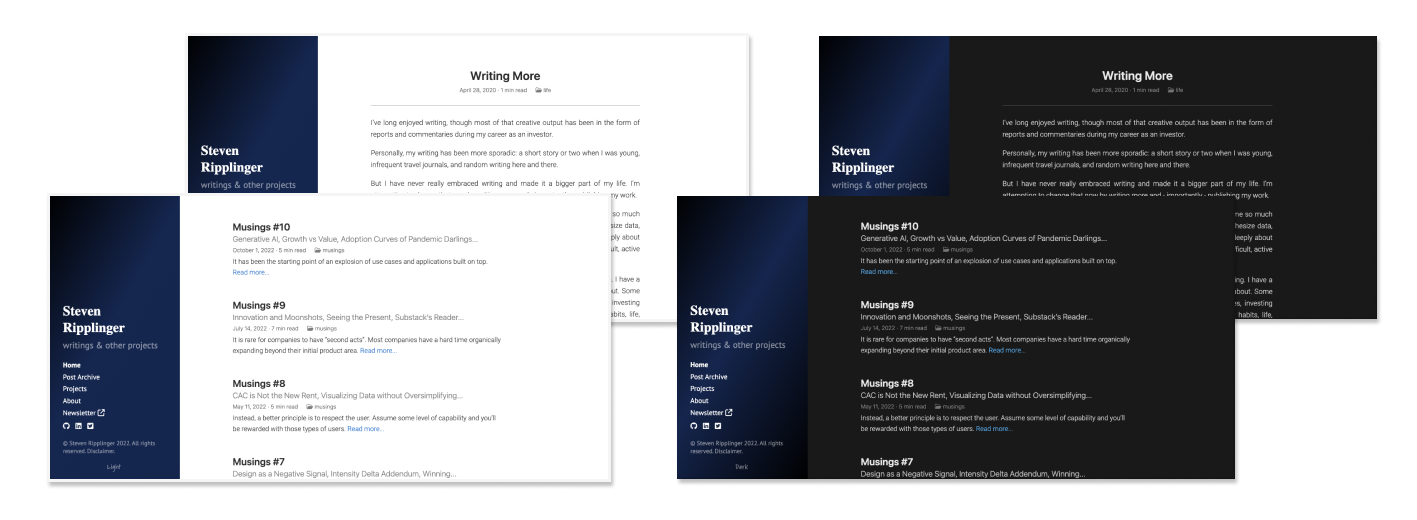 Writing More
April 28, 2020 · 1 min read life
I've long enjoyed writing, though most of that creative output has been in the form of
reports and commentaries during my career as an investor.
Personally, my writing has been more sporadic: a short story or two when I was young,
infrequent travel journals, and random writing here and there.
But I have never really embraced writing and made it a bigger part of my life. I'm
my work.
so much
size data,
eply about
icult, active
I have a
out. Some
investing
habits, life,
Steven
Ripplinger
writings & other projects
Steven
Ripplinger
writings & other projects
Home
Post Archive
Projects
About
Newsletter
© Steven Ripplinger 2022. All rights
reserved. Disclaimer.
Light
Musings #10
Generative AI, Growth vs Value, Adoption Curves of Pandemic Darlings...
October 1, 2022 · 5 min read musings
It has been the starting point of an explosion of use cases and applications built on top.
Read more...
Musings #9
Innovation and Moonshots, Seeing the Present, Substack's Reader...
July 14, 2022 · 7 min read musings
It is rare for companies to have "second acts". Most companies have a hard time organically
expanding beyond their initial product area. Read more...
Musings #8
CAC is Not the New Rent, Visualizing Data without Oversimplifying...
May 11, 2022 · 5 min read musings
Instead, a better principle is to respect the user. Assume some level of capability and you'll
be rewarded with those types of users. Read more...
Musings #7
Design as a Negative Signal, Intensity Delta Addendum, Winning...
Writing More
April 28, 2020 · 1 min read life
I've long enjoyed writing, though most of that creative output has been in the form of
reports and commentaries during my career as an investor.
Personally, my writing has been more sporadic: a short story or two when I was young,
infrequent travel journals, and random writing here and there.
But I have never really embraced writing and made it a bigger part of my life. I'm
attempting to change that now by writing more and - importantly - publishing my work.
me so much
hesize data,
deeply about
fficult, active
ing. I have a
about. Some
es, investing
habits, life,
Steven
Ripplinger
writings & other projects
Steven
Ripplinger
writings & other projects
Home
Post Archive
Projects
About
Newsletter
© Steven Ripplinger 2022. All rights
reserved. Disclaimer.
Dark
Musings #10
Generative AI, Growth vs Value, Adoption Curves of Pandemic Darlings...
October 1, 2022 · 5 min read musings
It has been the starting point of an explosion of use cases and applications built on top.
Read more...
Musings #9
Innovation and Moonshots, Seeing the Present, Substack's Reader...
July 14, 2022 · 7 min read musings
It is rare for companies to have "second acts". Most companies have a hard time organically
expanding beyond their initial product area. Read more...
Musings #8
CAC is Not the New Rent, Visualizing Data without Oversimplifying...
May 11, 2022 · 5 min read musings
Instead, a better principle is to respect the user. Assume some level of capability and you'll
be rewarded with those types of users. Read more...
Musings #7
Design as a Negative Signal, Intensity Delta Addendum, Winning...